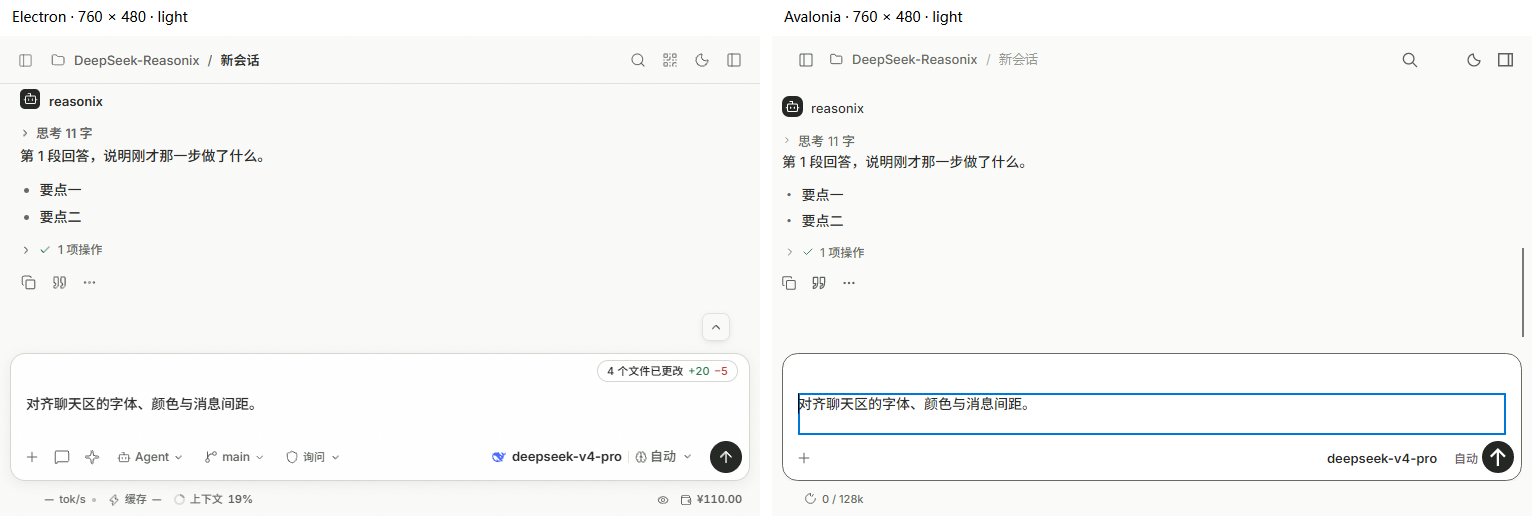 Electron · 760 × 480 · light
DeepSeek-Reasonix / 新会话
reasonix
思考 11 字
第 1 段回答，说明刚才那一步做了什么。
• 要点一
• 要点二
1 项操作
4 个文件已更改 +20 −5
对齐聊天区的字体、颜色与消息间距。
Agent main 询问 deepseek-v4-pro 自动
— tok/s 缓存 — 上下文 19% ¥110.00
Avalonia · 760 × 480 · light
DeepSeek-Reasonix / 新会话
reasonix
思考 11 字
第 1 段回答，说明刚才那一步做了什么。
• 要点一
• 要点二
1 项操作
对齐聊天区的字体、颜色与消息间距。
deepseek-v4-pro 自动
0 / 128k